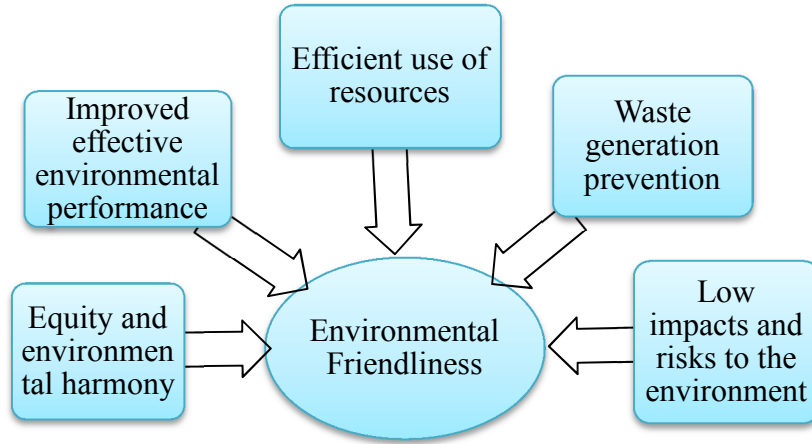 Efficient use of
resources
Improved
effective
environmental
performance
Waste
generation
prevention
Equity and
environmen
tal harmony
Environmental
Friendliness
Low
impacts and
risks to the
environment